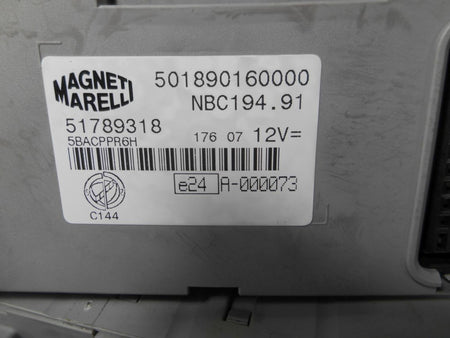 MAGNETI
MARELLI
501890160000
NBC194.91
51789318
5BACPPR6H
176 07 12V=
e24 A-000073
C144